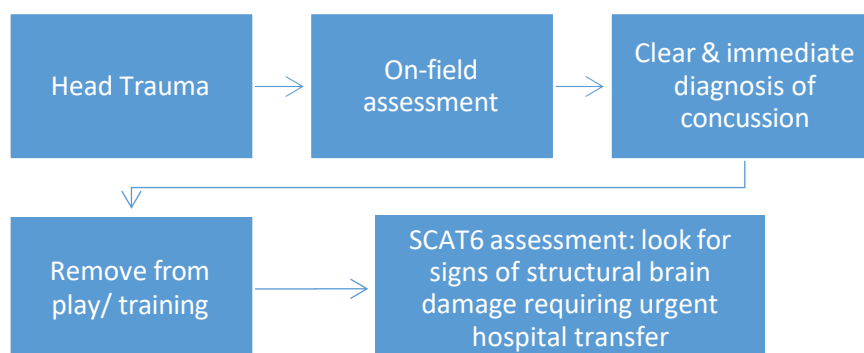 Head Trauma
On-field
assessment
Clear & immediate
diagnosis of
concussion
Remove from
play/ training
SCAT6 assessment: look for
signs of structural brain
damage requiring urgent
hospital transfer